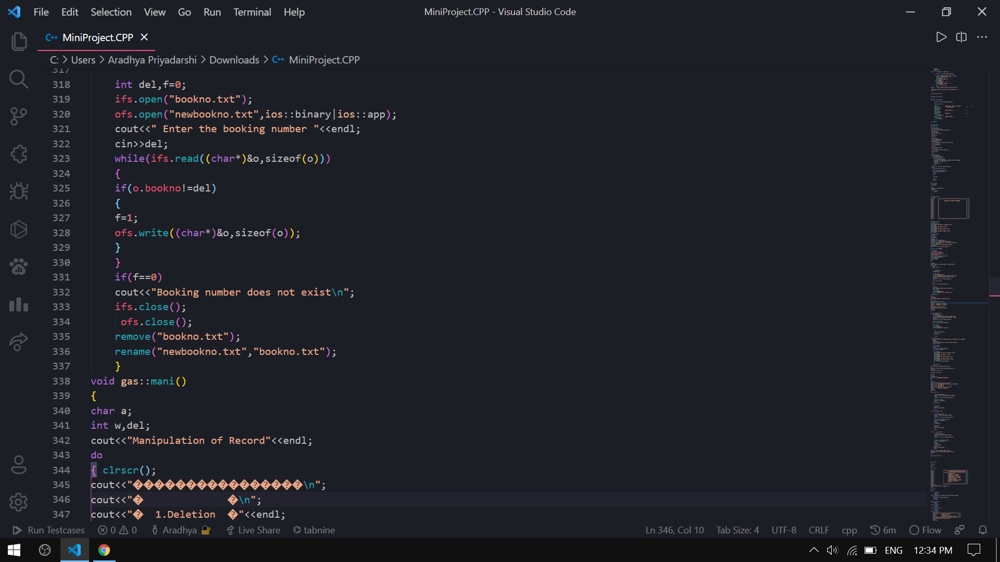 File Edit Selection View Go Run Terminal Help MiniProject.CPP - Visual Studio Code
C++ MiniProject.CPP
C: > Users > Aradhya Priyadarshi > Downloads > C++ MiniProject.CPP
317
318 int del,f=0;
319 ifs.open("bookno.txt");
320 ofs.open("newbookno.txt",ios::binary|ios::app);
321 cout<<" Enter the booking number "<<endl;
322 cin>>del;
323 while(ifs.read((char*)&o,sizeof(o)))
324 {
325 if(o.bookno!=del)
326 {
327 f=1;
328 ofs.write((char*)&o,sizeof(o));
329 }
330 }
331 if(f==0)
332 cout<<"Booking number does not exist\n";
333 ifs.close();
334 ofs.close();
335 remove("bookno.txt");
336 rename("newbookno.txt","bookno.txt");
337 }
338 void gas::mani()
339 {
340 char a;
341 int w,del;
342 cout<<"Manipulation of Record"<<endl;
343 do
344 { clrscr();
345 cout<<"�����������������\n";
346 cout<<"�              �\n";
347 cout<<"�  1.Deletion  �"<<endl;
Run Testcases 0 0 Aradhya Live Share tabnine Ln 346, Col 10 Tab Size: 4 UTF-8 CRLF cpp 6m Flow
ENG 12:34 PM